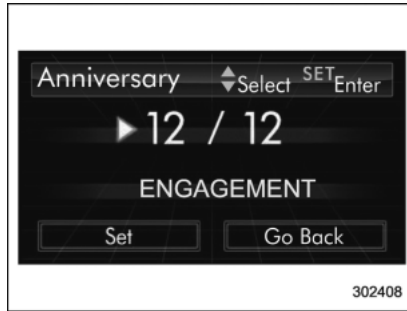 Anniversary Select SET Enter
12 / 12
ENGAGEMENT
Set Go Back
302408